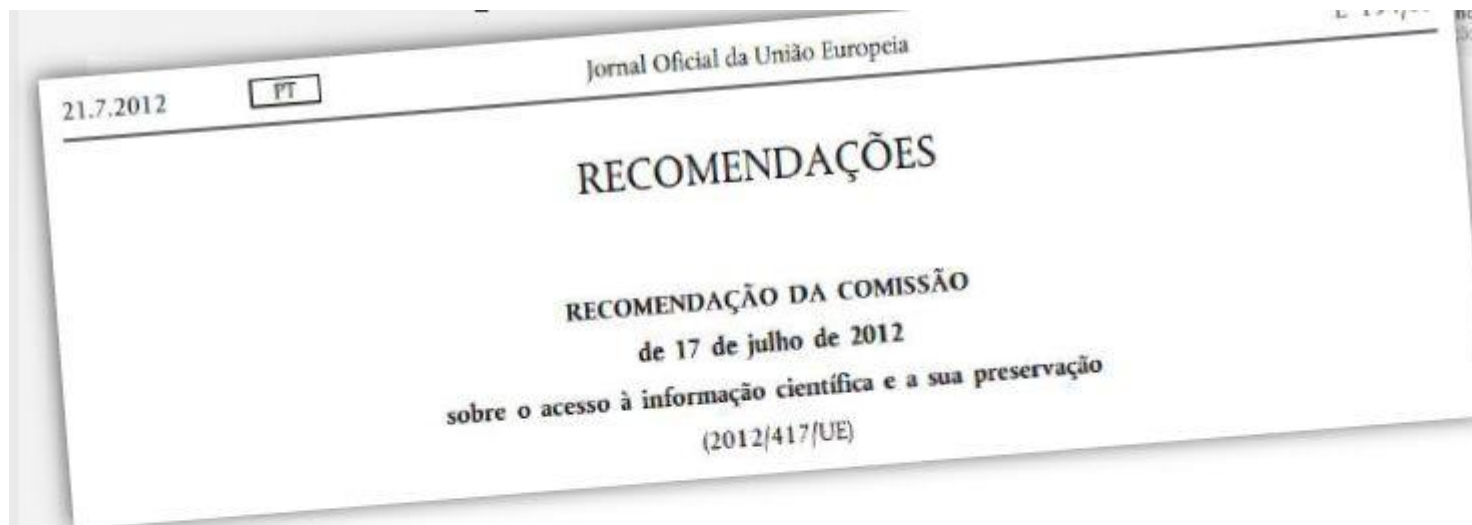 21.7.2012 PT Jornal Oficial da União Europeia
RECOMENDAÇÕES
RECOMENDAÇÃO DA COMISSÃO
de 17 de julho de 2012
sobre o acesso à informação científica e a sua preservação
(2012/417/UE)